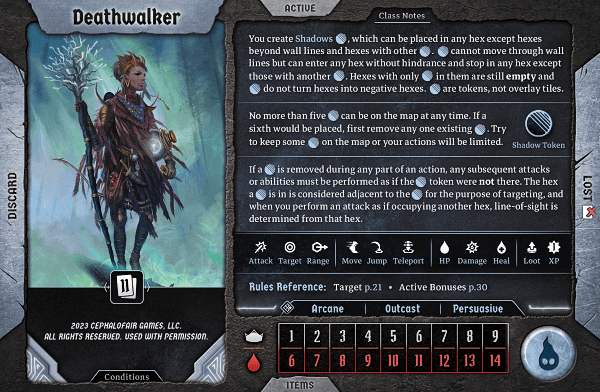 Deathwalker
ACTIVE
Class Notes
You create Shadows , which can be placed in any hex except hexes
beyond wall lines and hexes with other . cannot move through wall
lines but can enter any hex without hindrance and stop in any hex except
those with another . Hexes with only in them are still empty and
do not turn hexes into negative hexes. are tokens, not overlay tiles.
No more than five can be on the map at any time. If a
sixth would be placed, first remove any one existing . Try
to keep some on the map or your actions will be limited.
Shadow Token
If a is removed during any part of an action, any subsequent attacks
or abilities must be performed as if the token were not there. The hex
a is in is considered adjacent to the for the purpose of targeting, and
when you perform an attack as if occupying another hex, line-of-sight is
determined from that hex.
Attack Target Range Move Jump Teleport HP Damage Heal Loot XP
Rules Reference: Target p.21 • Active Bonuses p.30
Arcane Outcast Persuasive
1 2 3 4 5 6 7 8 9
6 7 8 9 10 11 12 13 14
DISCARD
LOST
11
2023 CEPHALOFAIR GAMES, LLC.
ALL RIGHTS RESERVED. USED WITH PERMISSION.
Conditions
ITEMS